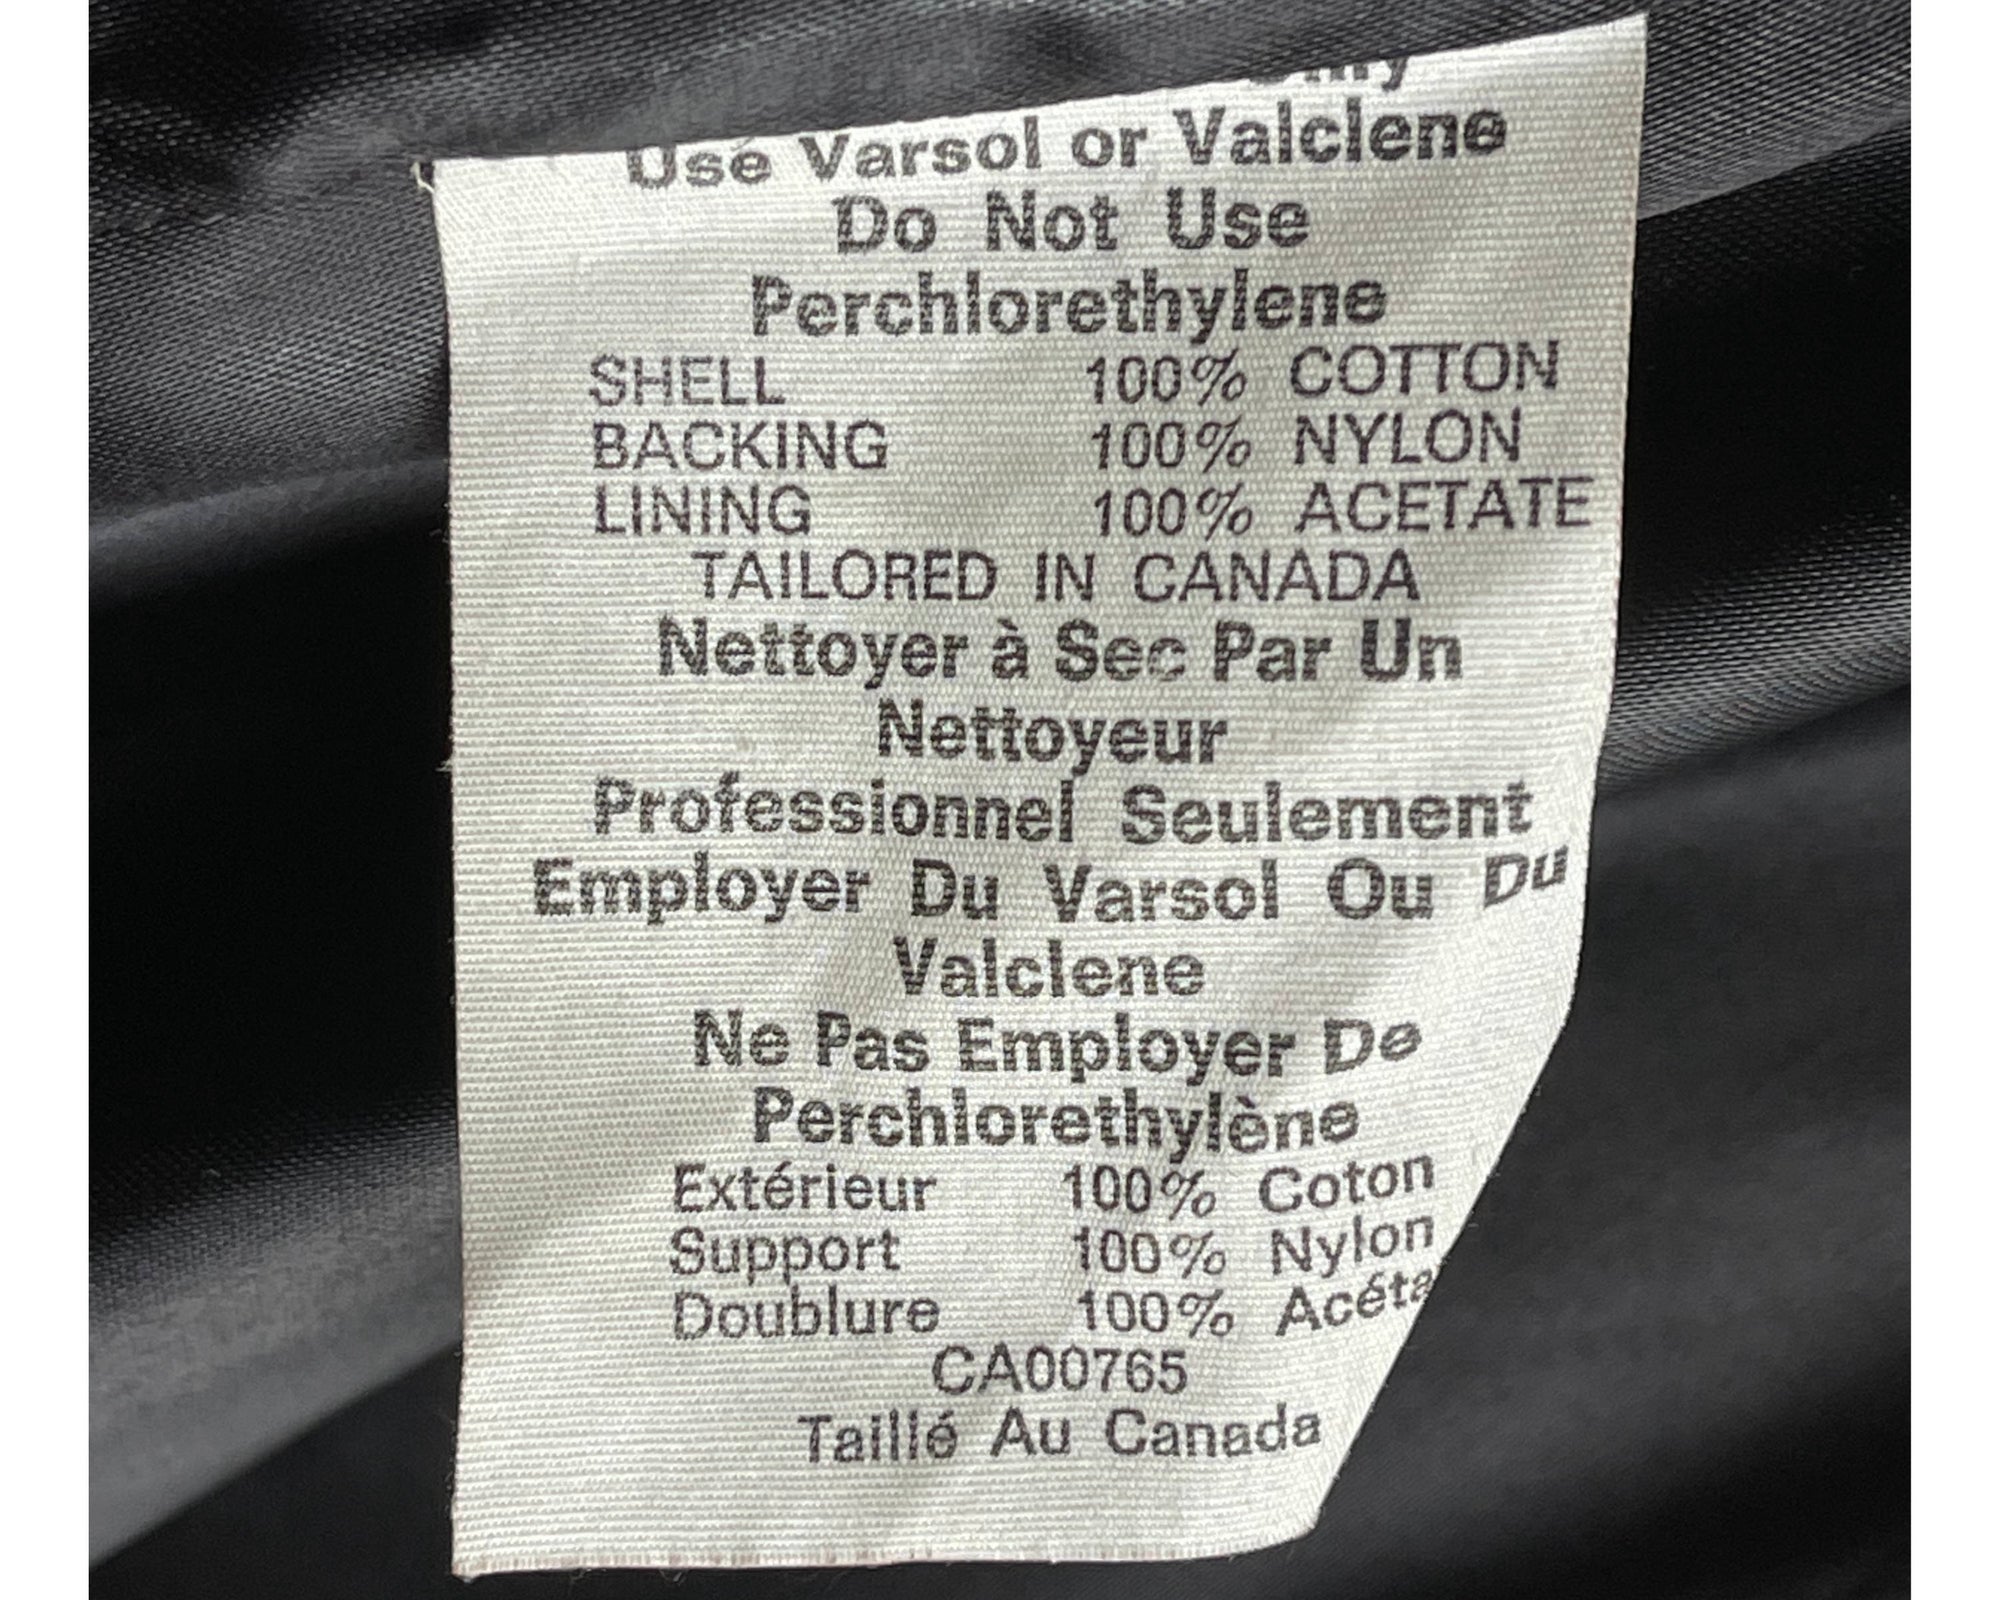 Only
Use Varsol or Valclene
Do Not Use
Perchlorethylene
SHELL 100% COTTON
BACKING 100% NYLON
LINING 100% ACETATE
TAILORED IN CANADA
Nettoyer à Sec Par Un
Nettoyeur
Professionnel Seulement
Employer Du Varsol Ou Du
Valclene
Ne Pas Employer De
Perchlorethylène
Extérieur 100% Coton
Support 100% Nylon
Doublure 100% Acéta
CA00765
Taillé Au Canada